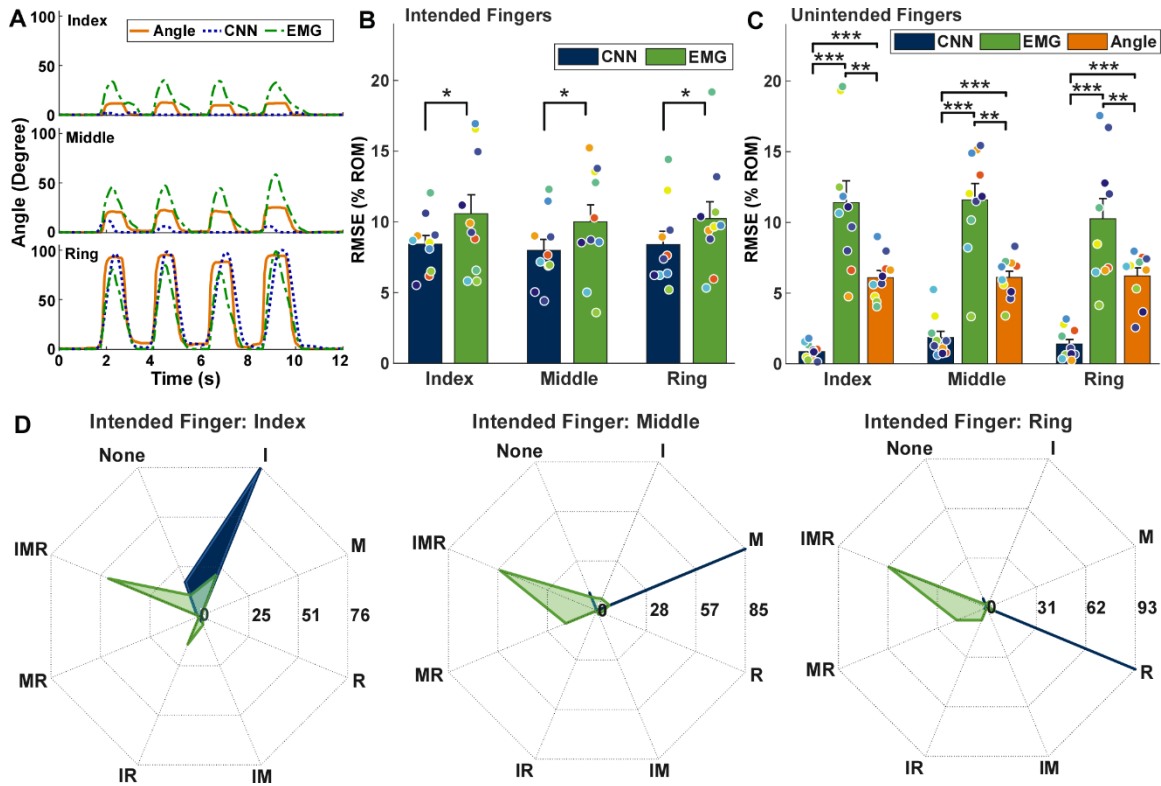 A
Index
Angle CNN EMG
100
50
0
Middle
100
50
0
Ring
100
50
0
0 2 4 6 8 10 12
Angle (Degree)
Time (s)
B
Intended Fingers
CNN EMG
* * *
20
15
10
5
0
RMSE (% ROM)
Index Middle Ring
C
Unintended Fingers
CNN EMG Angle
*** *** **
*** *** **
*** *** **
20
15
10
5
0
RMSE (% ROM)
Index Middle Ring
D
Intended Finger: Index
None I
IMR M
0 25 51 76
MR R
IR IM
Intended Finger: Middle
None I
IMR M
0 28 57 85
MR R
IR IM
Intended Finger: Ring
None I
IMR M
0 31 62 93
MR R
IR IM